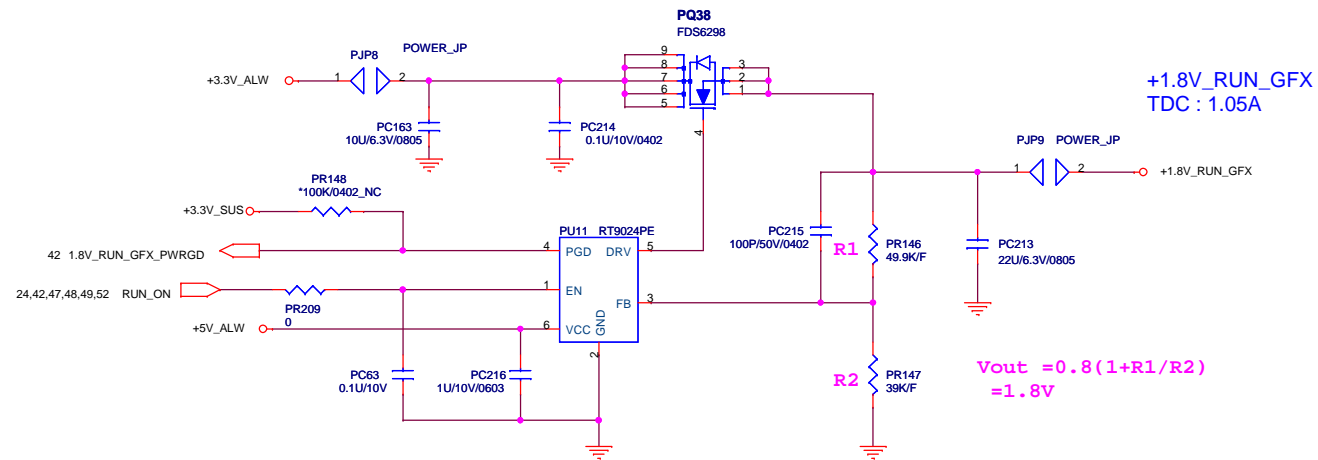 PQ38
FDS6298
PJP8
POWER_JP
+3.3V_ALW
1
2
9
8
7
6
5
3
2
1
4
+1.8V_RUN_GFX
TDC : 1.05A
PC163
10U/6.3V/0805
PC214
0.1U/10V/0402
PJP9
POWER_JP
1
2
+1.8V_RUN_GFX
PR148
*100K/0402_NC
+3.3V_SUS
PU11
RT9024PE
PC215
100P/50V/0402
R1
PR146
49.9K/F
PC213
22U/6.3V/0805
42 1.8V_RUN_GFX_PWRGD
4
PGD
DRV
5
24,42,47,48,49,52 RUN_ON
PR209
0
1
EN
FB
3
+5V_ALW
6
VCC
GND
2
PC63
0.1U/10V
PC216
1U/10V/0603
R2
PR147
39K/F
Vout =0.8(1+R1/R2)
=1.8V